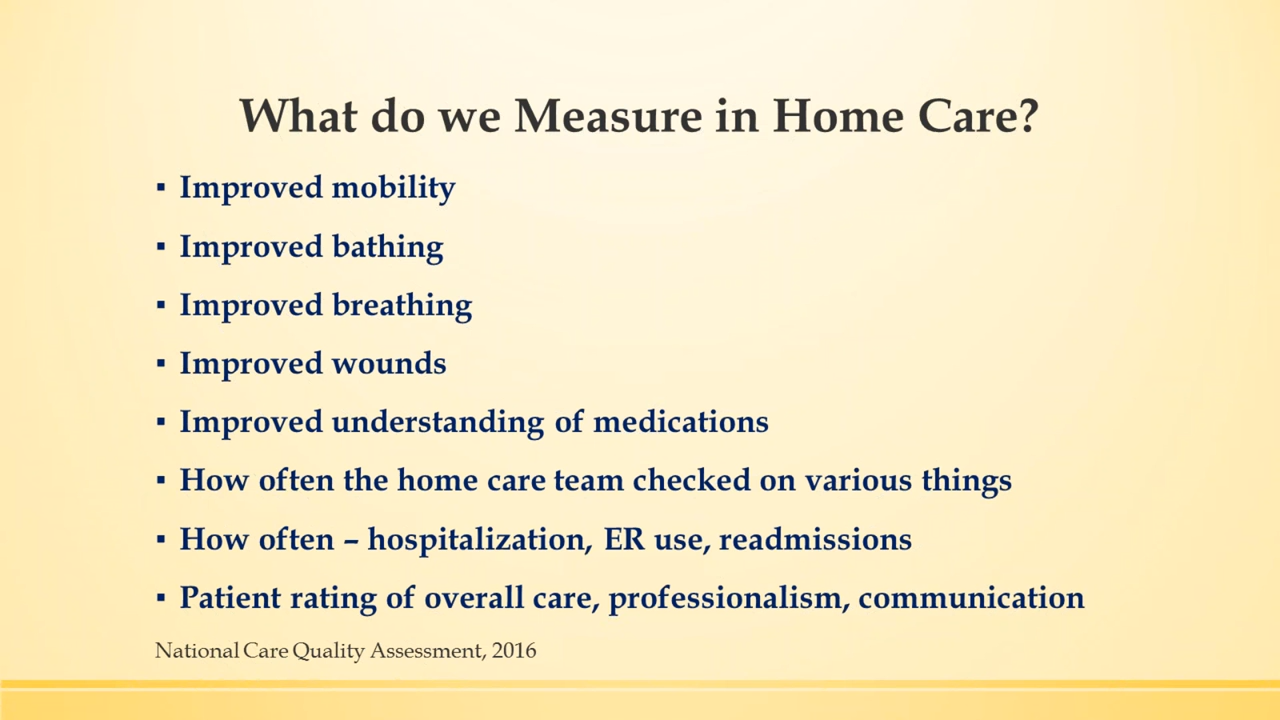 What do we Measure in Home Care?
▪ Improved mobility
▪ Improved bathing
▪ Improved breathing
▪ Improved wounds
▪ Improved understanding of medications
▪ How often the home care team checked on various things
▪ How often – hospitalization, ER use, readmissions
▪ Patient rating of overall care, professionalism, communication
National Care Quality Assessment, 2016